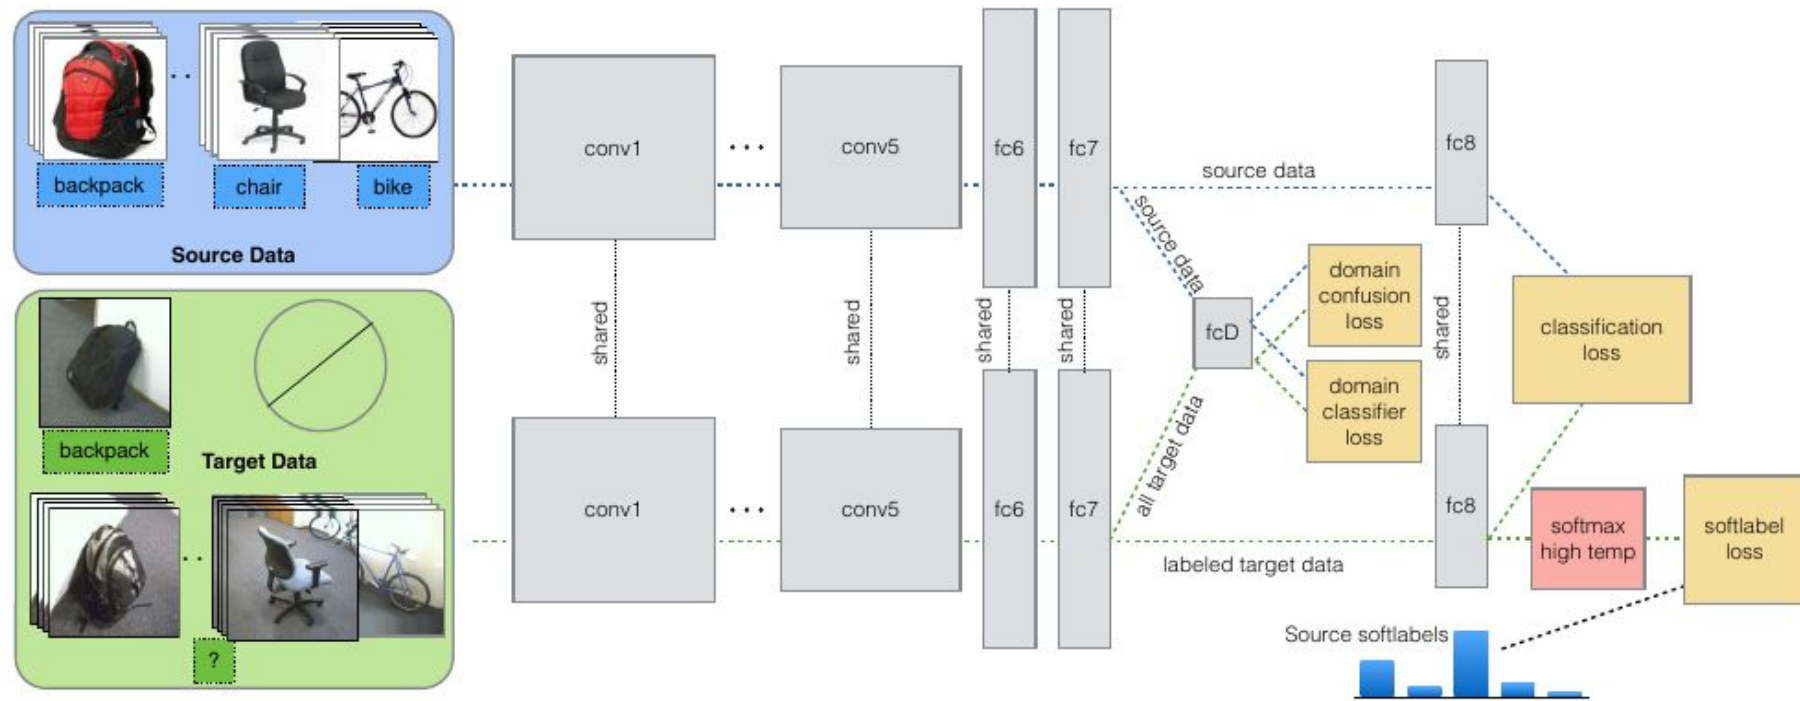 backpack
chair
bike
Source Data
backpack
Target Data
?
conv1
...
conv5
fc6
fc7
shared
shared
shared
shared
conv1
...
conv5
fc6
fc7
source data
source data
all target data
labeled target data
fcD
domain
confusion
loss
domain
classifier
loss
fc8
shared
fc8
classification
loss
softmax
high temp
softlabel
loss
Source softlabels